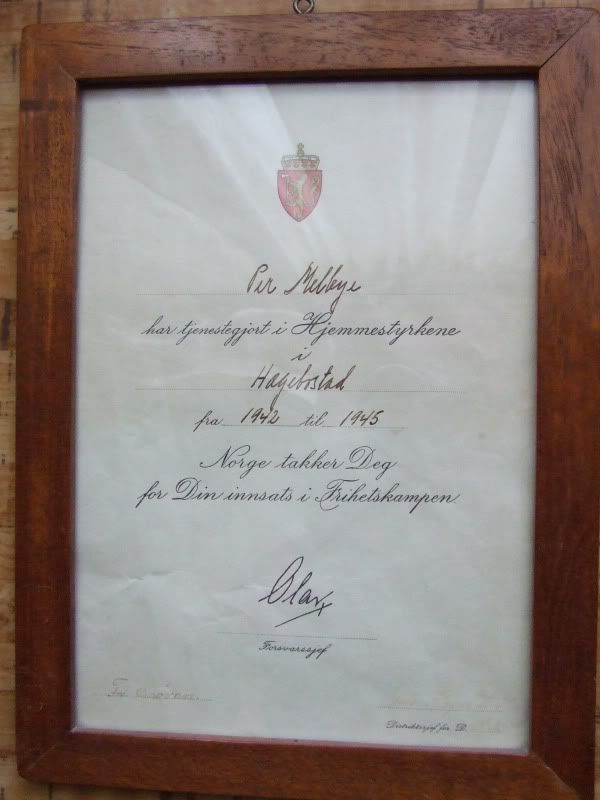 Per Melbye
har tjenestegjort i Hjemmestyrkene
i
Hægebostad
fra 1942 til 1945
Norge takker Deg
for Din innsats i Frihetskampen
Olav
Forsvarssjef
Distriktssjef for D.